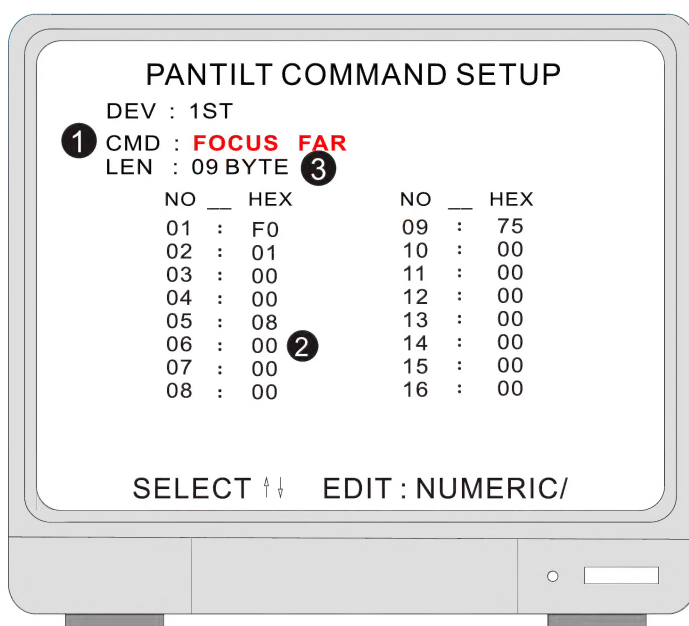 PANTILT COMMAND SETUP
DEV : 1ST
1 CMD : FOCUS FAR
LEN : 09 BYTE 3
NO __ HEX NO __ HEX
01 : F0 09 : 75
02 : 01 10 : 00
03 : 00 11 : 00
04 : 00 12 : 00
05 : 08 13 : 00
06 : 00 2 14 : 00
07 : 00 15 : 00
08 : 00 16 : 00
SELECT ↑↓ EDIT : NUMERIC/